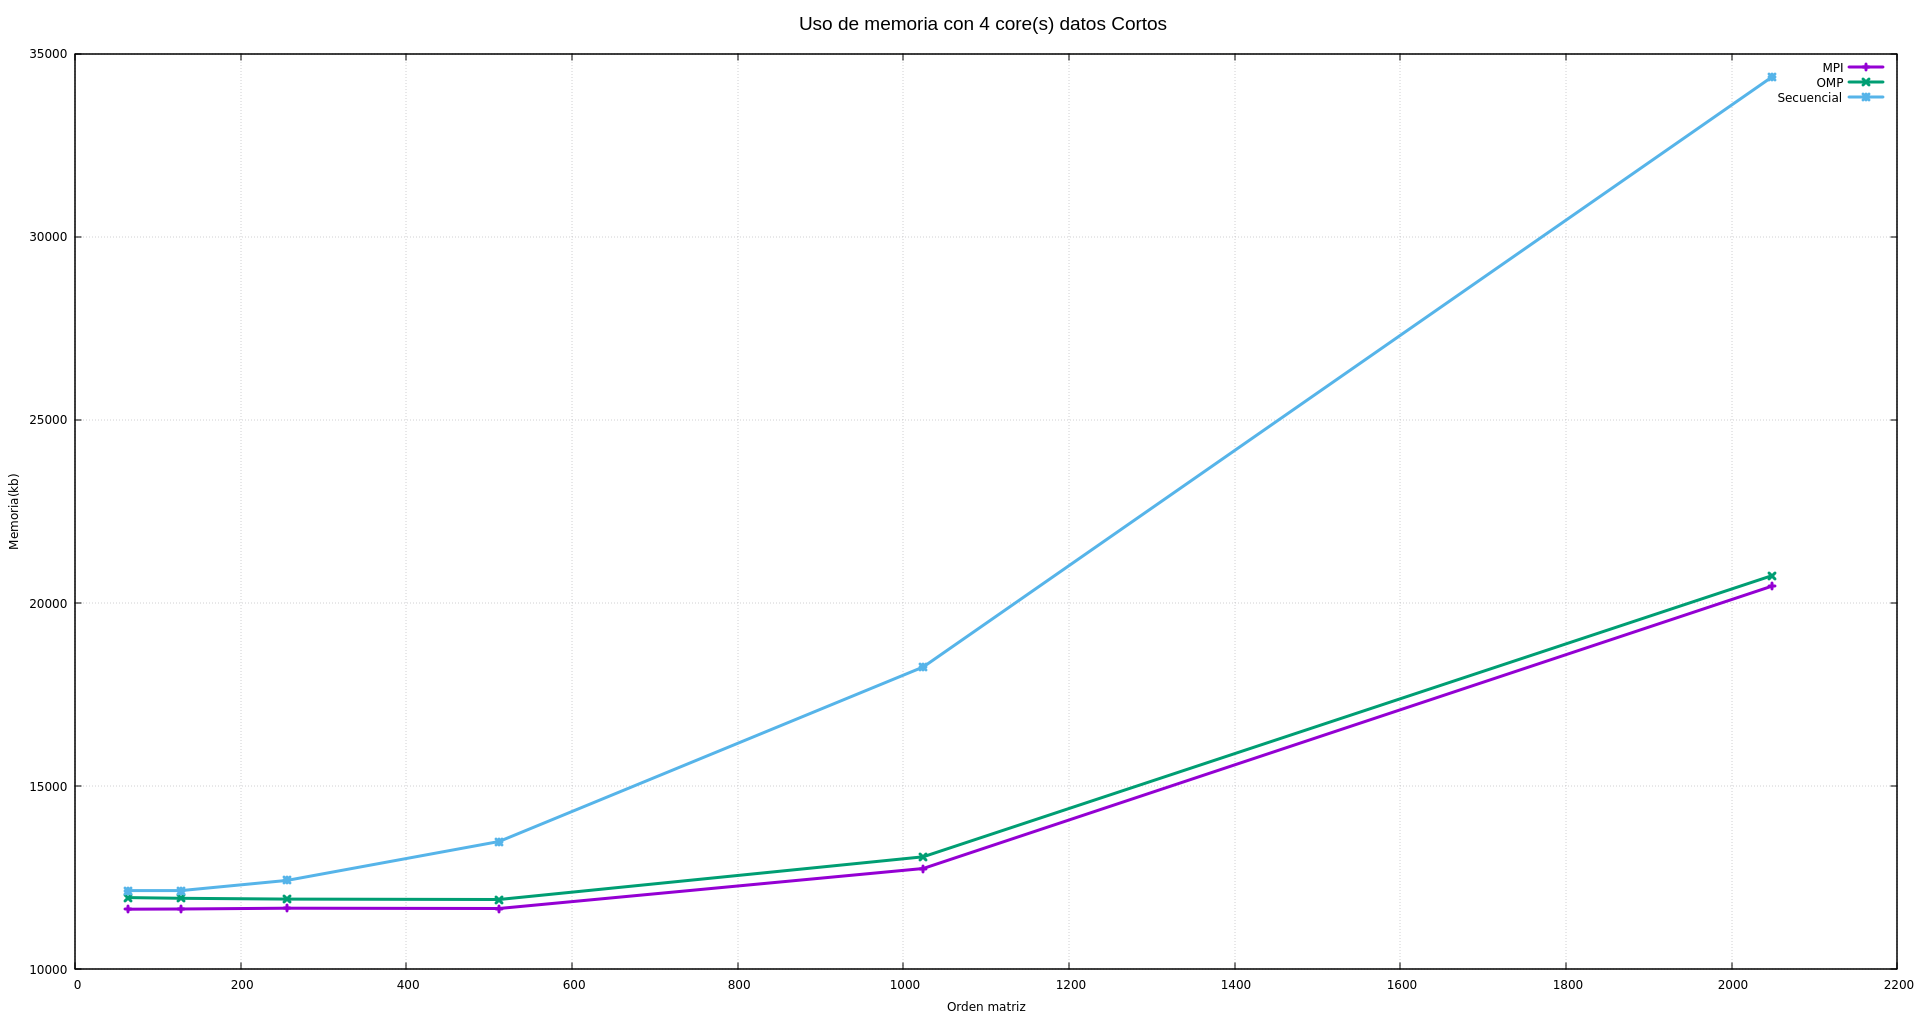 Uso de memoria con 4 core(s) datos Cortos
MPI
OMP
Secuencial
35000
30000
25000
20000
15000
10000
Memoria(kb)
0 200 400 600 800 1000 1200 1400 1600 1800 2000 2200
Orden matriz